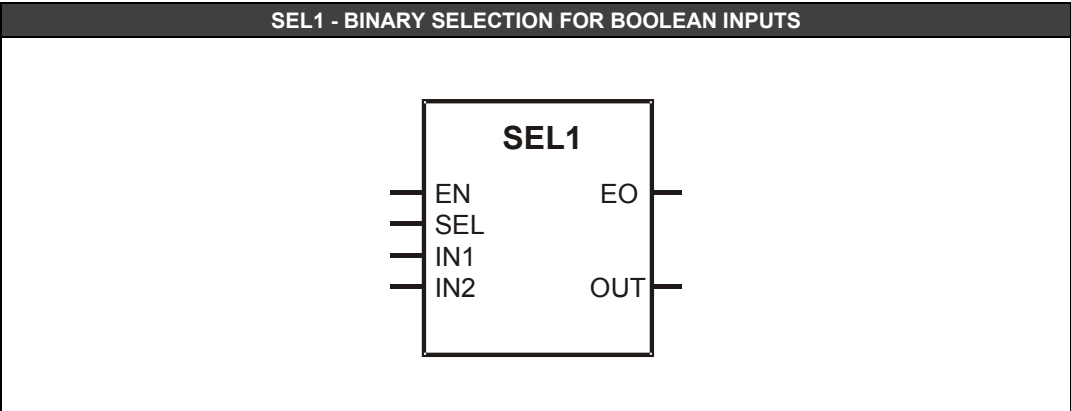 SEL1 - BINARY SELECTION FOR BOOLEAN INPUTS
SEL1
EN EO
SEL
IN1
IN2 OUT